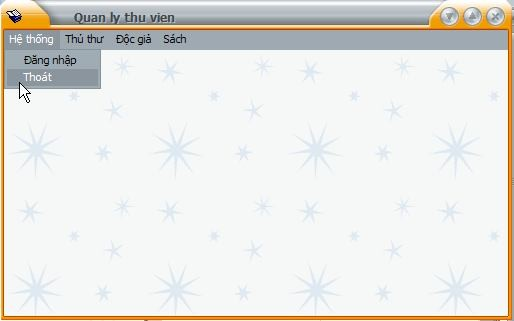 Quan ly thu vien
Hệ thống Thủ thư Độc giả Sách
Đăng nhập
Thoát